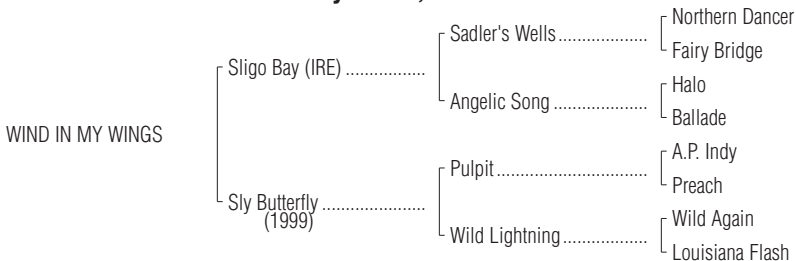 Northern Dancer
Sadler's Wells....................
Fairy Bridge
Sligo Bay (IRE) .................
Halo
Angelic Song .....................
Ballade
WIND IN MY WINGS
A.P. Indy
Pulpit..................................
Preach
Sly Butterfly ......................
(1999)
Wild Again
Wild Lightning...................
Louisiana Flash